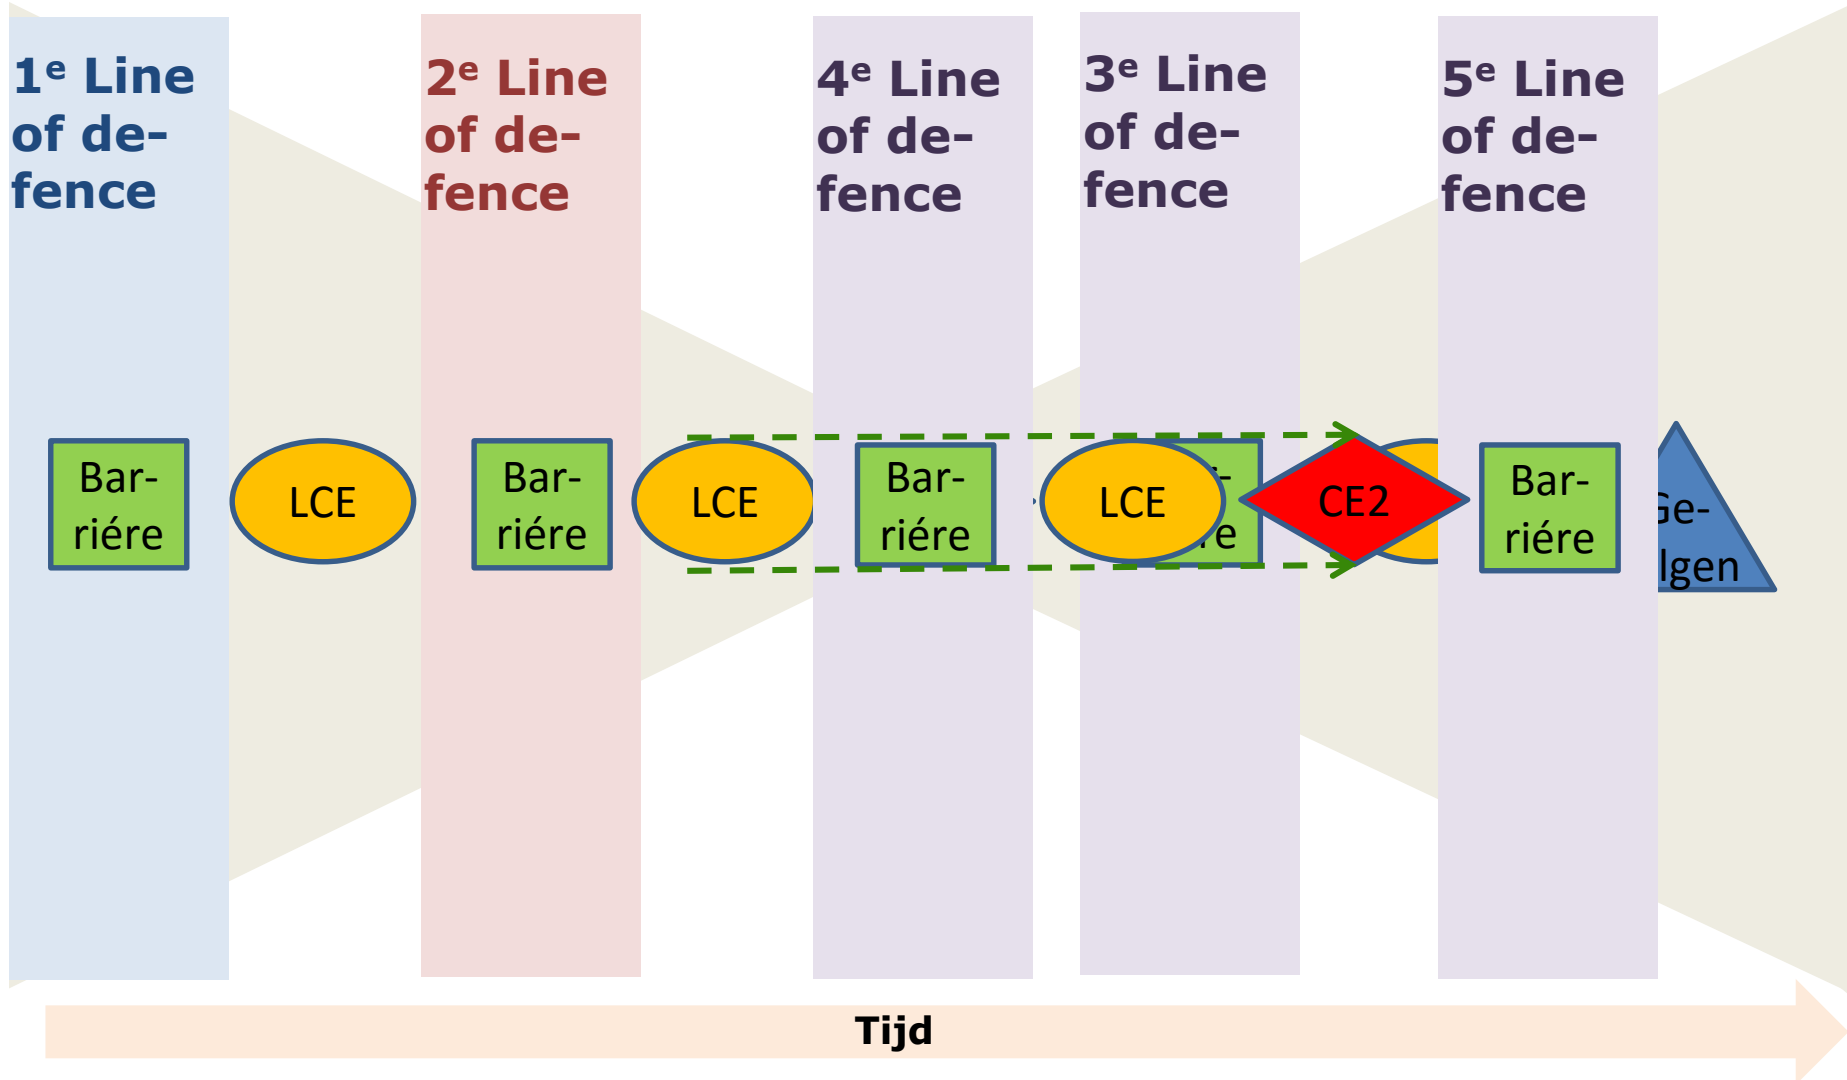 1e Line
of de-
fence
2e Line
of de-
fence
4e Line
of de-
fence
3e Line
of de-
fence
5e Line
of de-
fence
Bar-
riére
LCE
Bar-
riére
LCE
Bar-
riére
LCE
CE2
Bar-
riére
lgen
Tijd